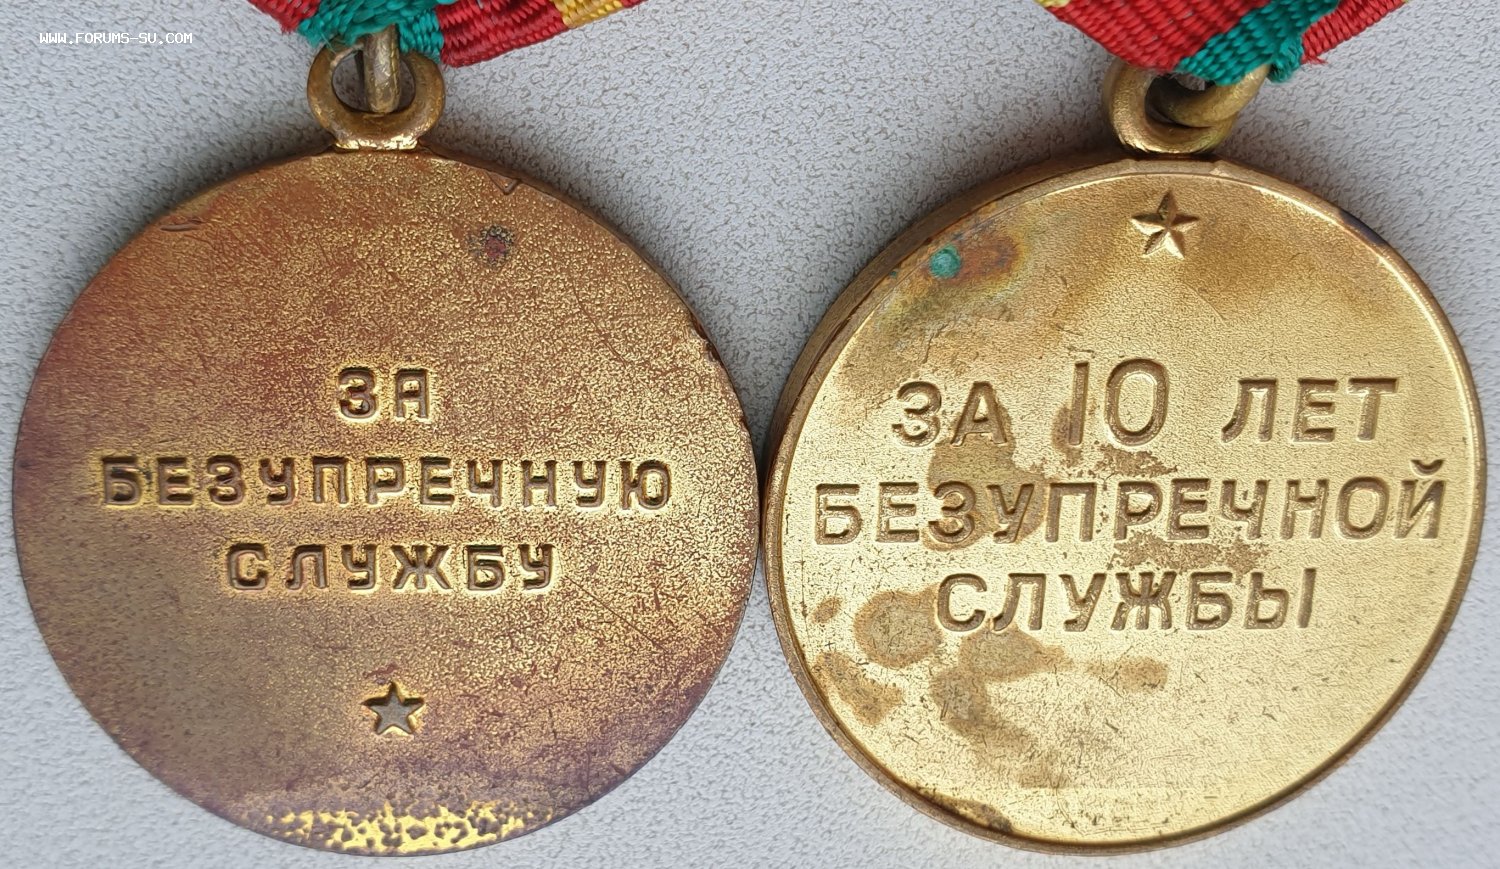 WWW.FORUMS-SU.COM
ЗА
БЕЗУПРЕЧНУЮ
СЛУЖБУ
ЗА 10 ЛЕТ
БЕЗУПРЕЧНОЙ
СЛУЖБЫ